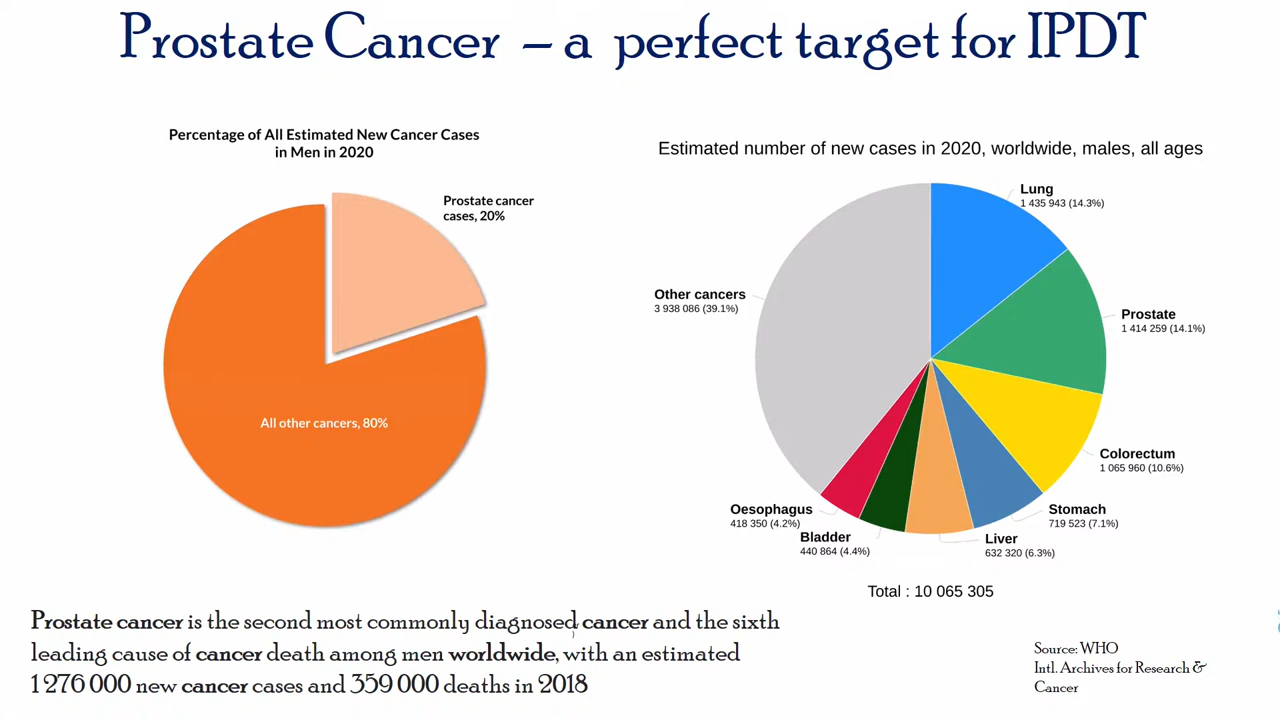 Prostate Cancer – a perfect target for IPDT
Percentage of All Estimated New Cancer Cases
in Men in 2020
Prostate cancer
cases, 20%
All other cancers, 80%
Estimated number of new cases in 2020, worldwide, males, all ages
Lung
1 435 943 (14.3%)
Prostate
1 414 259 (14.1%)
Colorectum
1 065 960 (10.6%)
Stomach
719 523 (7.1%)
Liver
632 320 (6.3%)
Bladder
440 864 (4.4%)
Oesophagus
418 350 (4.2%)
Other cancers
3 938 086 (39.1%)
Total : 10 065 305
Prostate cancer is the second most commonly diagnosed cancer and the sixth
leading cause of cancer death among men worldwide, with an estimated
1 276 000 new cancer cases and 359 000 deaths in 2018
Source: WHO
Intl. Archives for Research &
Cancer